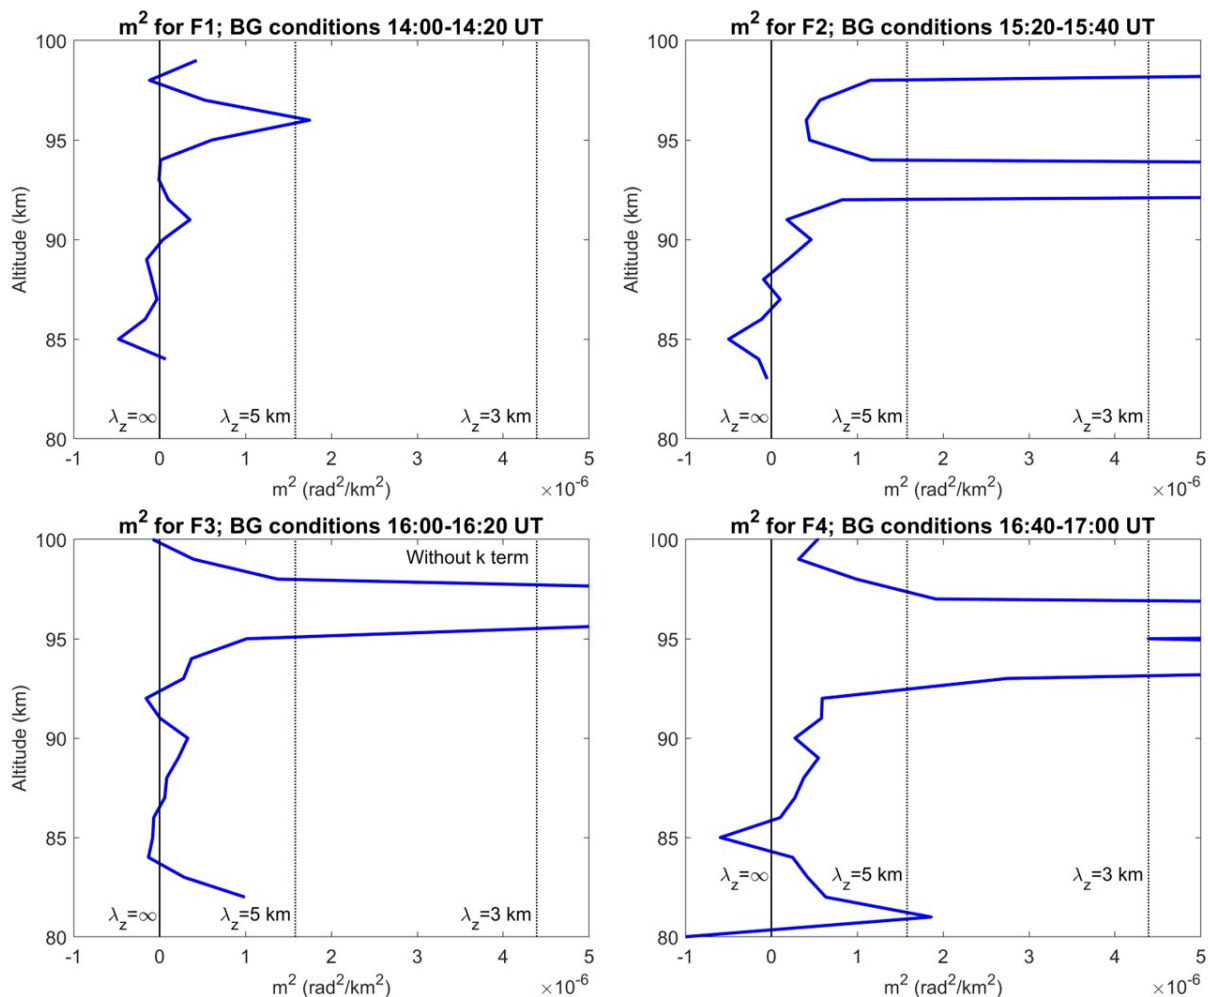 m² for F1; BG conditions 14:00-14:20 UT
100
95
90
85
80
Altitude (km)
λz=∞
λz=5 km
λz=3 km
-1 0 1 2 3 4 5
m² (rad²/km²)
×10⁻⁶
m² for F2; BG conditions 15:20-15:40 UT
100
95
90
85
80
Altitude (km)
λz=∞
λz=5 km
λz=3 km
-1 0 1 2 3 4 5
m² (rad²/km²)
×10⁻⁶
m² for F3; BG conditions 16:00-16:20 UT
Without k term
100
95
90
85
80
Altitude (km)
λz=∞
λz=5 km
λz=3 km
-1 0 1 2 3 4 5
m² (rad²/km²)
×10⁻⁶
m² for F4; BG conditions 16:40-17:00 UT
100
95
90
85
80
Altitude (km)
λz=∞
λz=5 km
λz=3 km
-1 0 1 2 3 4 5
m² (rad²/km²)
×10⁻⁶